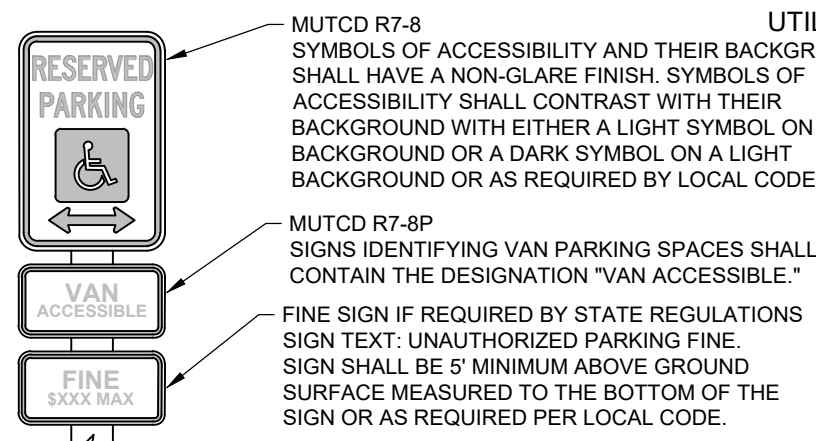 RESERVED
PARKING
VAN
ACCESSIBLE
FINE
$XXX MAX
MUTCD R7-8
SYMBOLS OF ACCESSIBILITY AND THEIR BACKGR
SHALL HAVE A NON-GLARE FINISH. SYMBOLS OF
ACCESSIBILITY SHALL CONTRAST WITH THEIR
BACKGROUND WITH EITHER A LIGHT SYMBOL ON
BACKGROUND OR A DARK SYMBOL ON A LIGHT
BACKGROUND OR AS REQUIRED BY LOCAL CODE
MUTCD R7-8P
SIGNS IDENTIFYING VAN PARKING SPACES SHALL
CONTAIN THE DESIGNATION "VAN ACCESSIBLE."
FINE SIGN IF REQUIRED BY STATE REGULATIONS
SIGN TEXT: UNAUTHORIZED PARKING FINE.
SIGN SHALL BE 5' MINIMUM ABOVE GROUND
SURFACE MEASURED TO THE BOTTOM OF THE
SIGN OR AS REQUIRED PER LOCAL CODE.
UTIL